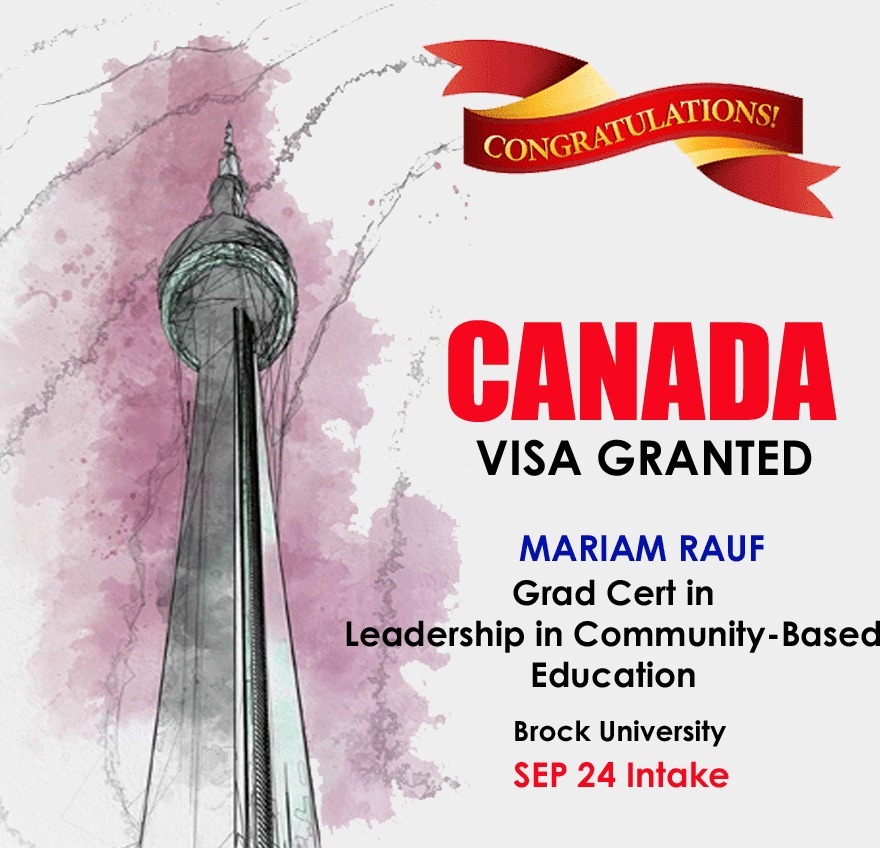 CONGRATULATIONS!
CANADA
VISA GRANTED
MARIAM RAUF
Grad Cert in
Leadership in Community-Based
Education
Brock University
SEP 24 Intake